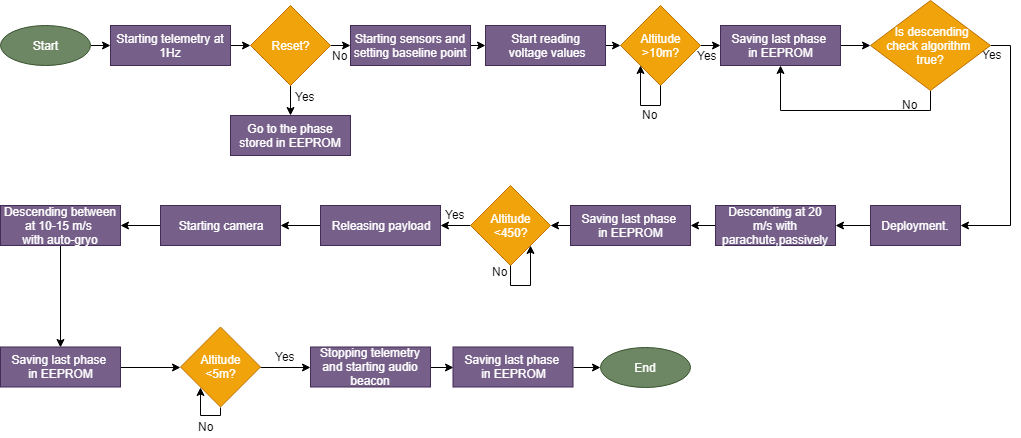 Start
Starting telemetry at
1Hz
Reset?
No
Yes
Go to the phase
stored in EEPROM
Starting sensors and
setting baseline point
Start reading
voltage values
Altitude
>10m?
Yes
No
Saving last phase
in EEPROM
Is descending
check algorithm
true?
Yes
No
Deployment.
Descending at 20
m/s with
parachute,passively
Saving last phase
in EEPROM
Altitude
<450?
Yes
No
Releasing payload
Starting camera
Descending between
at 10-15 m/s
with auto-gryo
Saving last phase
in EEPROM
Altitude
<5m?
Yes
No
Stopping telemetry
and starting audio
beacon
Saving last phase
in EEPROM
End